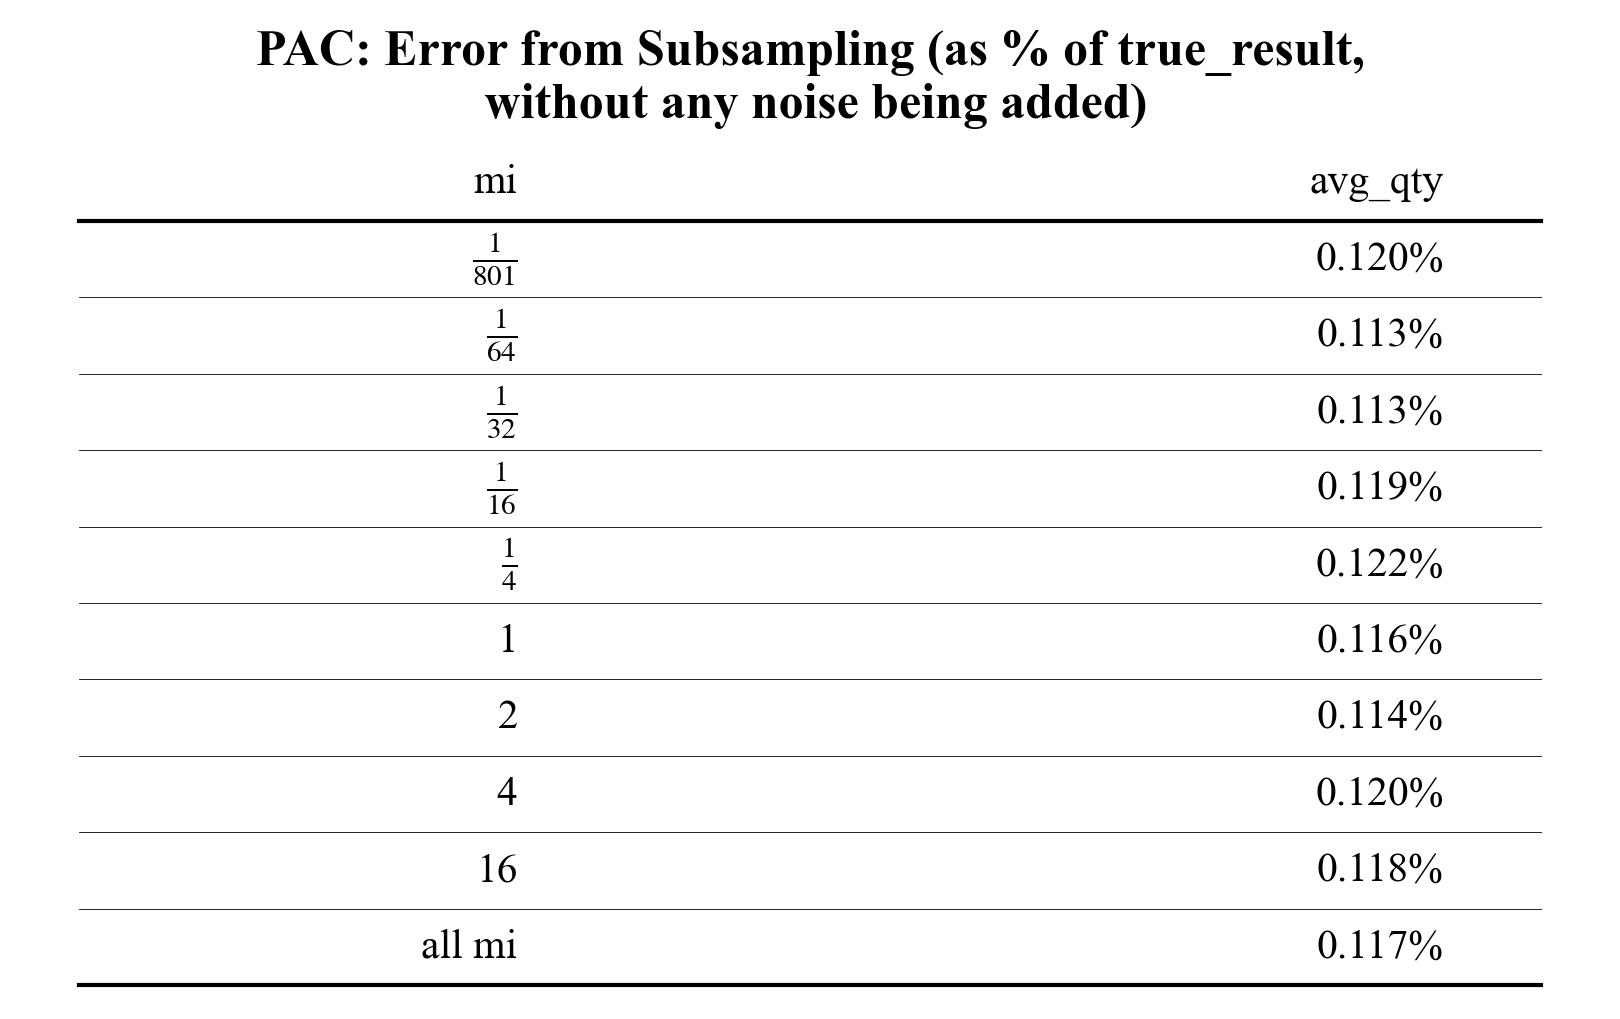 PAC: Error from Subsampling (as % of true_result,
without any noise being added)
mi avg_qty
1/801 0.120%
1/64 0.113%
1/32 0.113%
1/16 0.119%
1/4 0.122%
1 0.116%
2 0.114%
4 0.120%
16 0.118%
all mi 0.117%